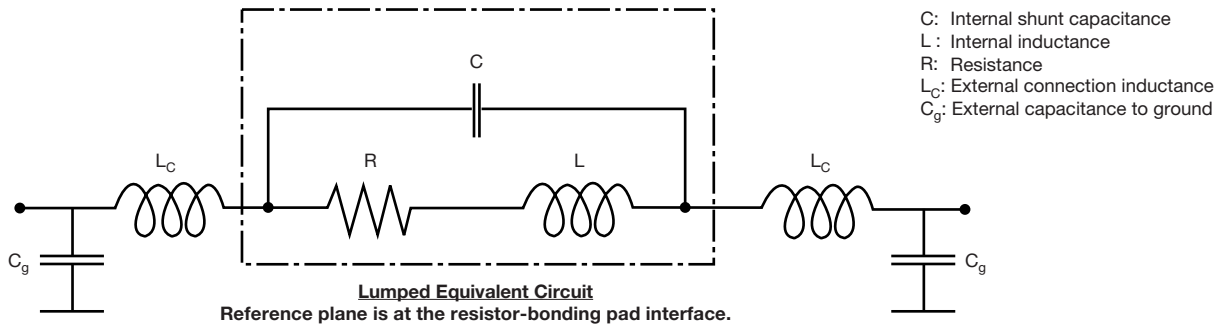 C: Internal shunt capacitance
L : Internal inductance
R: Resistance
LC: External connection inductance
Cg: External capacitance to ground
C
LC
R
L
LC
Cg
Cg
Lumped Equivalent Circuit
Reference plane is at the resistor-bonding pad interface.